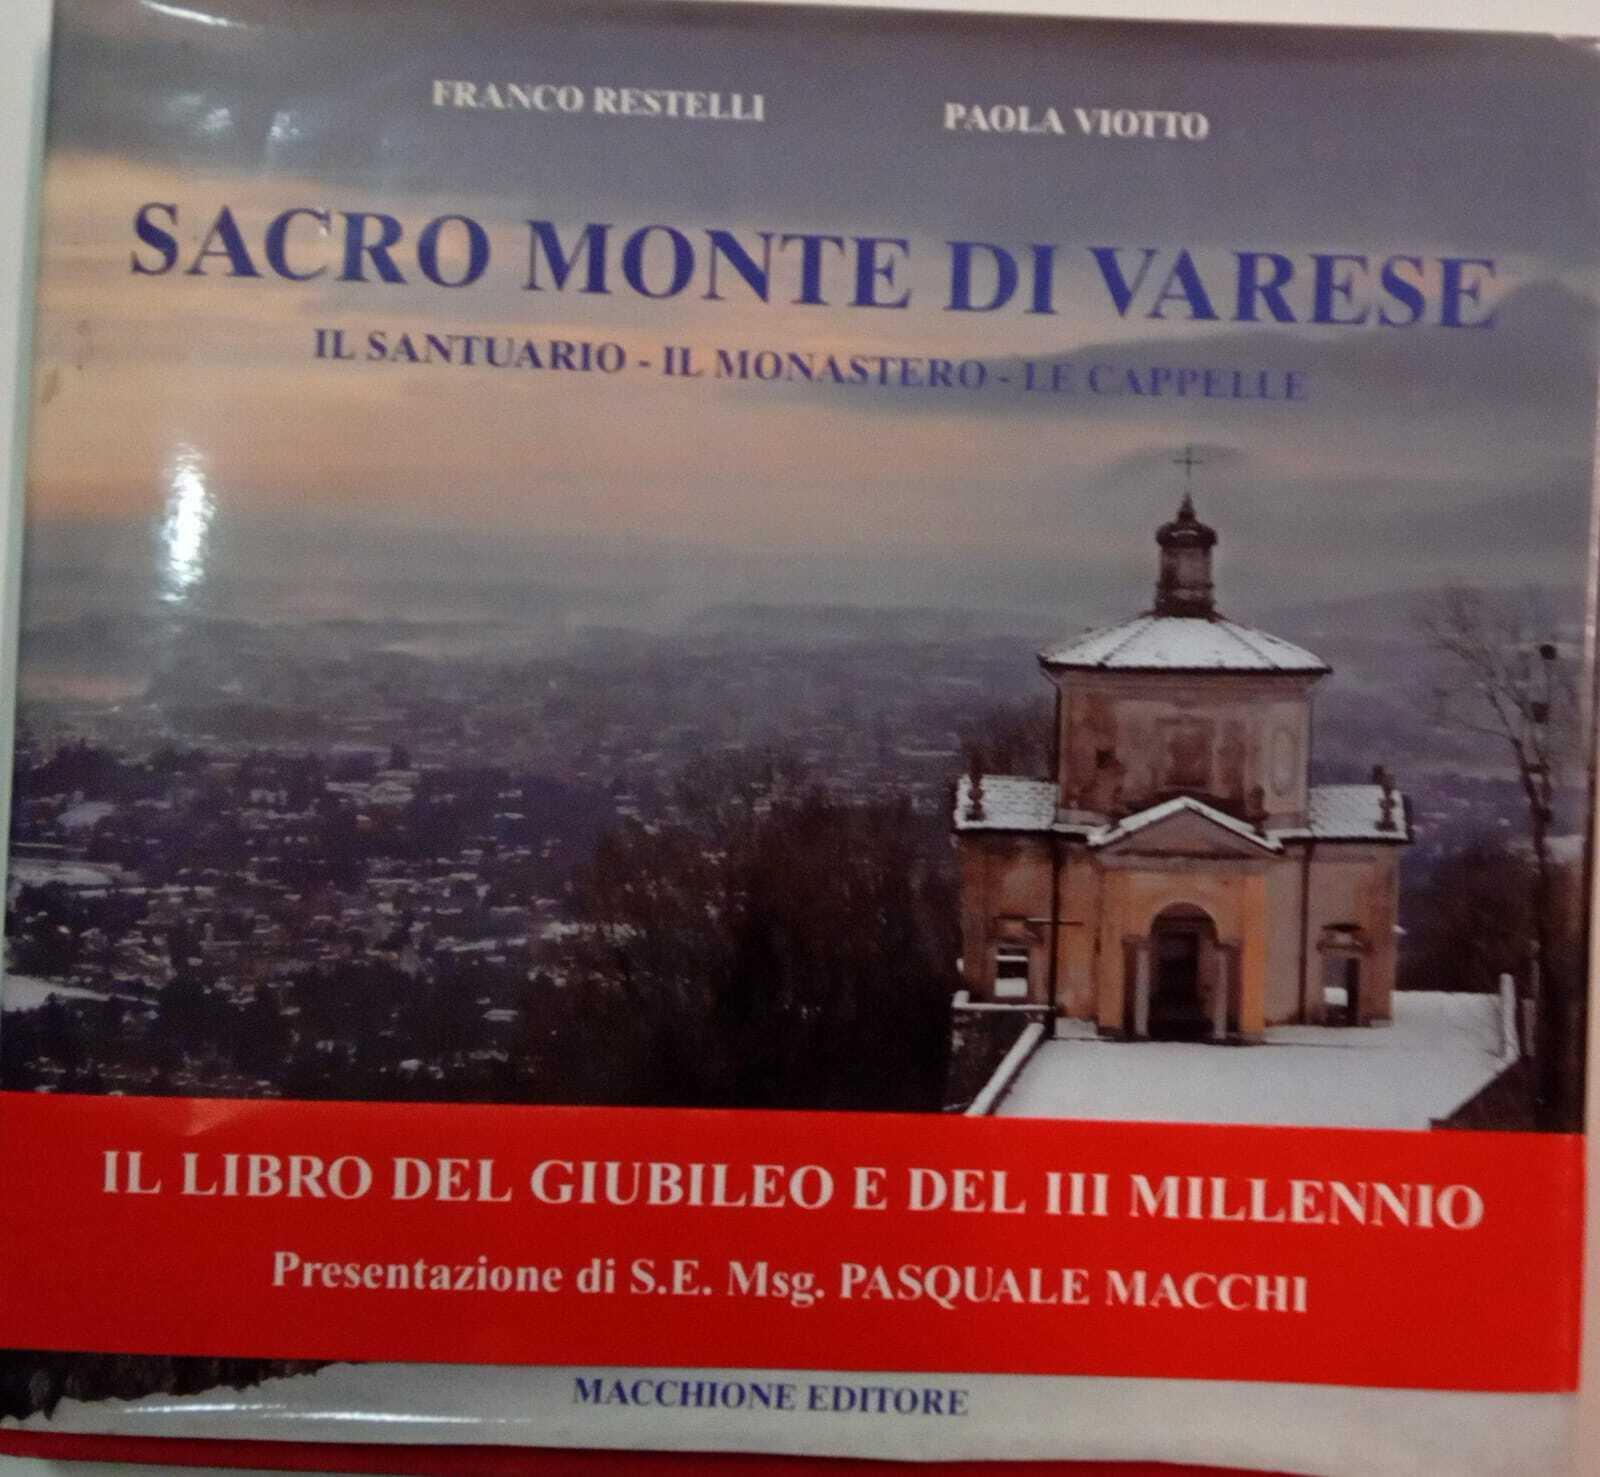 FRANCO RESTELLI PAOLA VIOTTO
SACRO MONTE DI VARESE
IL SANTUARIO - IL MONASTERO - LE CAPPELLE
IL LIBRO DEL GIUBILEO E DEL III MILLENNIO
Presentazione di S.E. Msg. PASQUALE MACCHI
MACCHIONE EDITORE